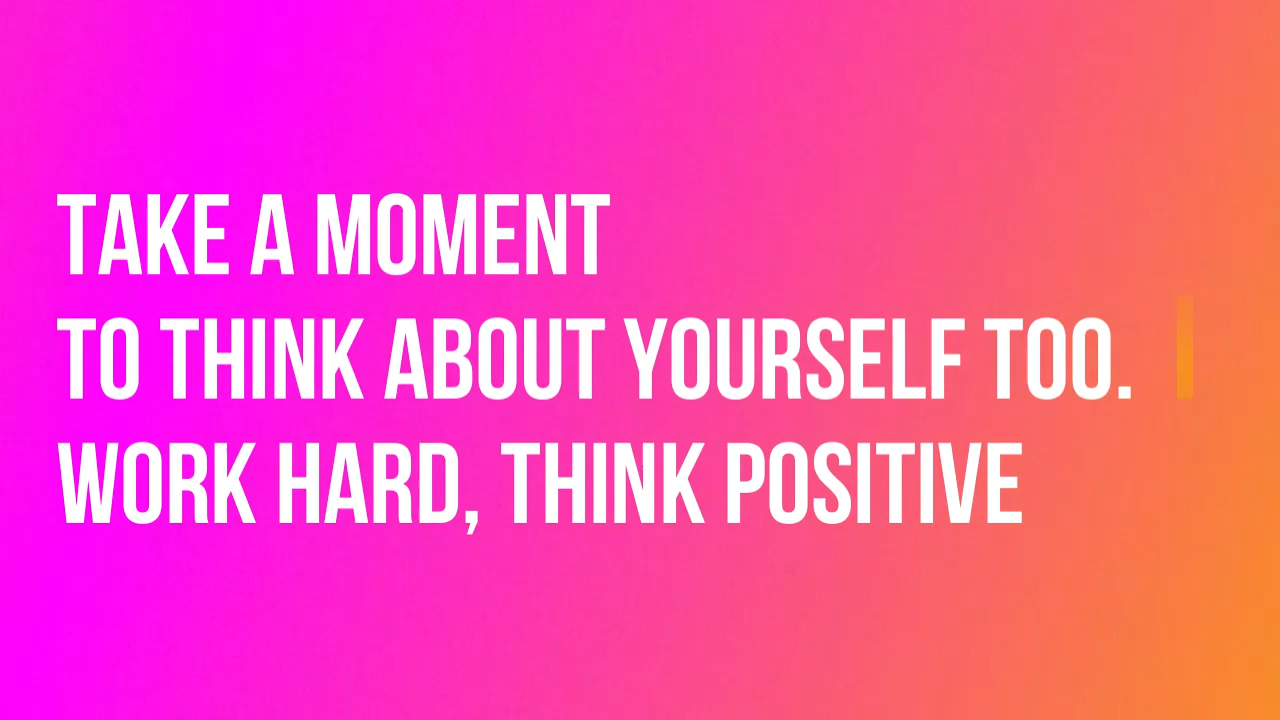 TAKE A MOMENT
TO THINK ABOUT YOURSELF TOO.
WORK HARD, THINK POSITIVE